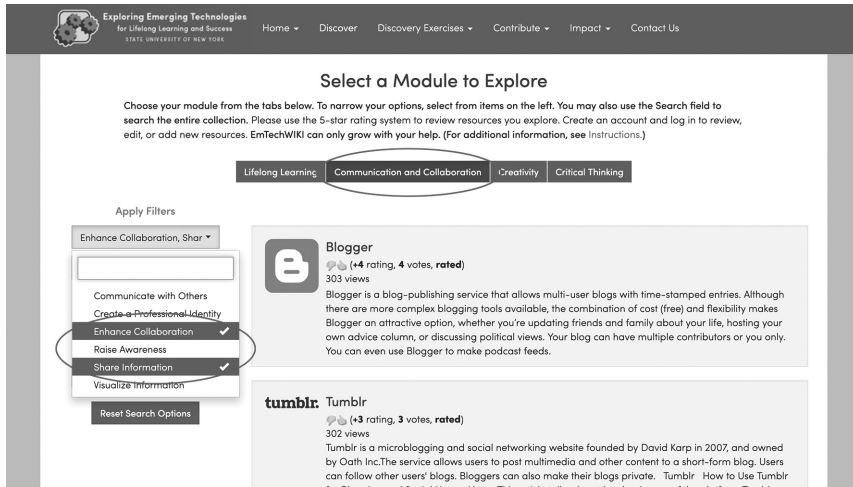 Exploring Emerging Technologies
for Lifelong Learning and Success
STATE UNIVERSITY OF NEW YORK
Home Discover Discovery Exercises Contribute Impact Contact Us
Select a Module to Explore
Choose your module from the tabs below. To narrow your options, select from items on the left. You may also use the Search field to
search the entire collection. Please use the 5-star rating system to review resources you explore. Create an account and log in to review,
edit, or add new resources. EmTechWIKI can only grow with your help. (For additional information, see Instructions.)
Lifelong Learning Communication and Collaboration Creativity Critical Thinking
Apply Filters
Enhance Collaboration, Shar
Communicate with Others
Create a Professional Identity
Enhance Collaboration
Raise Awareness
Share Information
Visualize Information
Reset Search Options
Blogger
(+4 rating, 4 votes, rated)
303 views
Blogger is a blog-publishing service that allows multi-user blogs with time-stamped entries. Although
there are more complex blogging tools available, the combination of cost (free) and flexibility makes
Blogger an attractive option, whether you're updating friends and family about your life, hosting your
own advice column, or discussing political views. Your blog can have multiple contributors or you only.
You can even use Blogger to make podcast feeds.
tumblr. Tumblr
(+3 rating, 3 votes, rated)
302 views
Tumblr is a microblogging and social networking website founded by David Karp in 2007, and owned
by Oath Inc.The service allows users to post multimedia and other content to a short-form blog. Users
can follow other users' blogs. Bloggers can also make their blogs private. Tumblr How to Use Tumblr